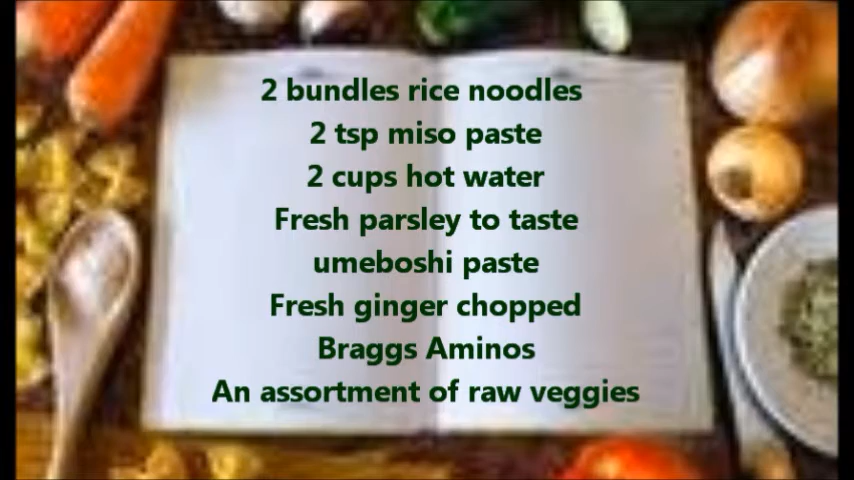 2 bundles rice noodles
2 tsp miso paste
2 cups hot water
Fresh parsley to taste
umeboshi paste
Fresh ginger chopped
Braggs Aminos
An assortment of raw veggies